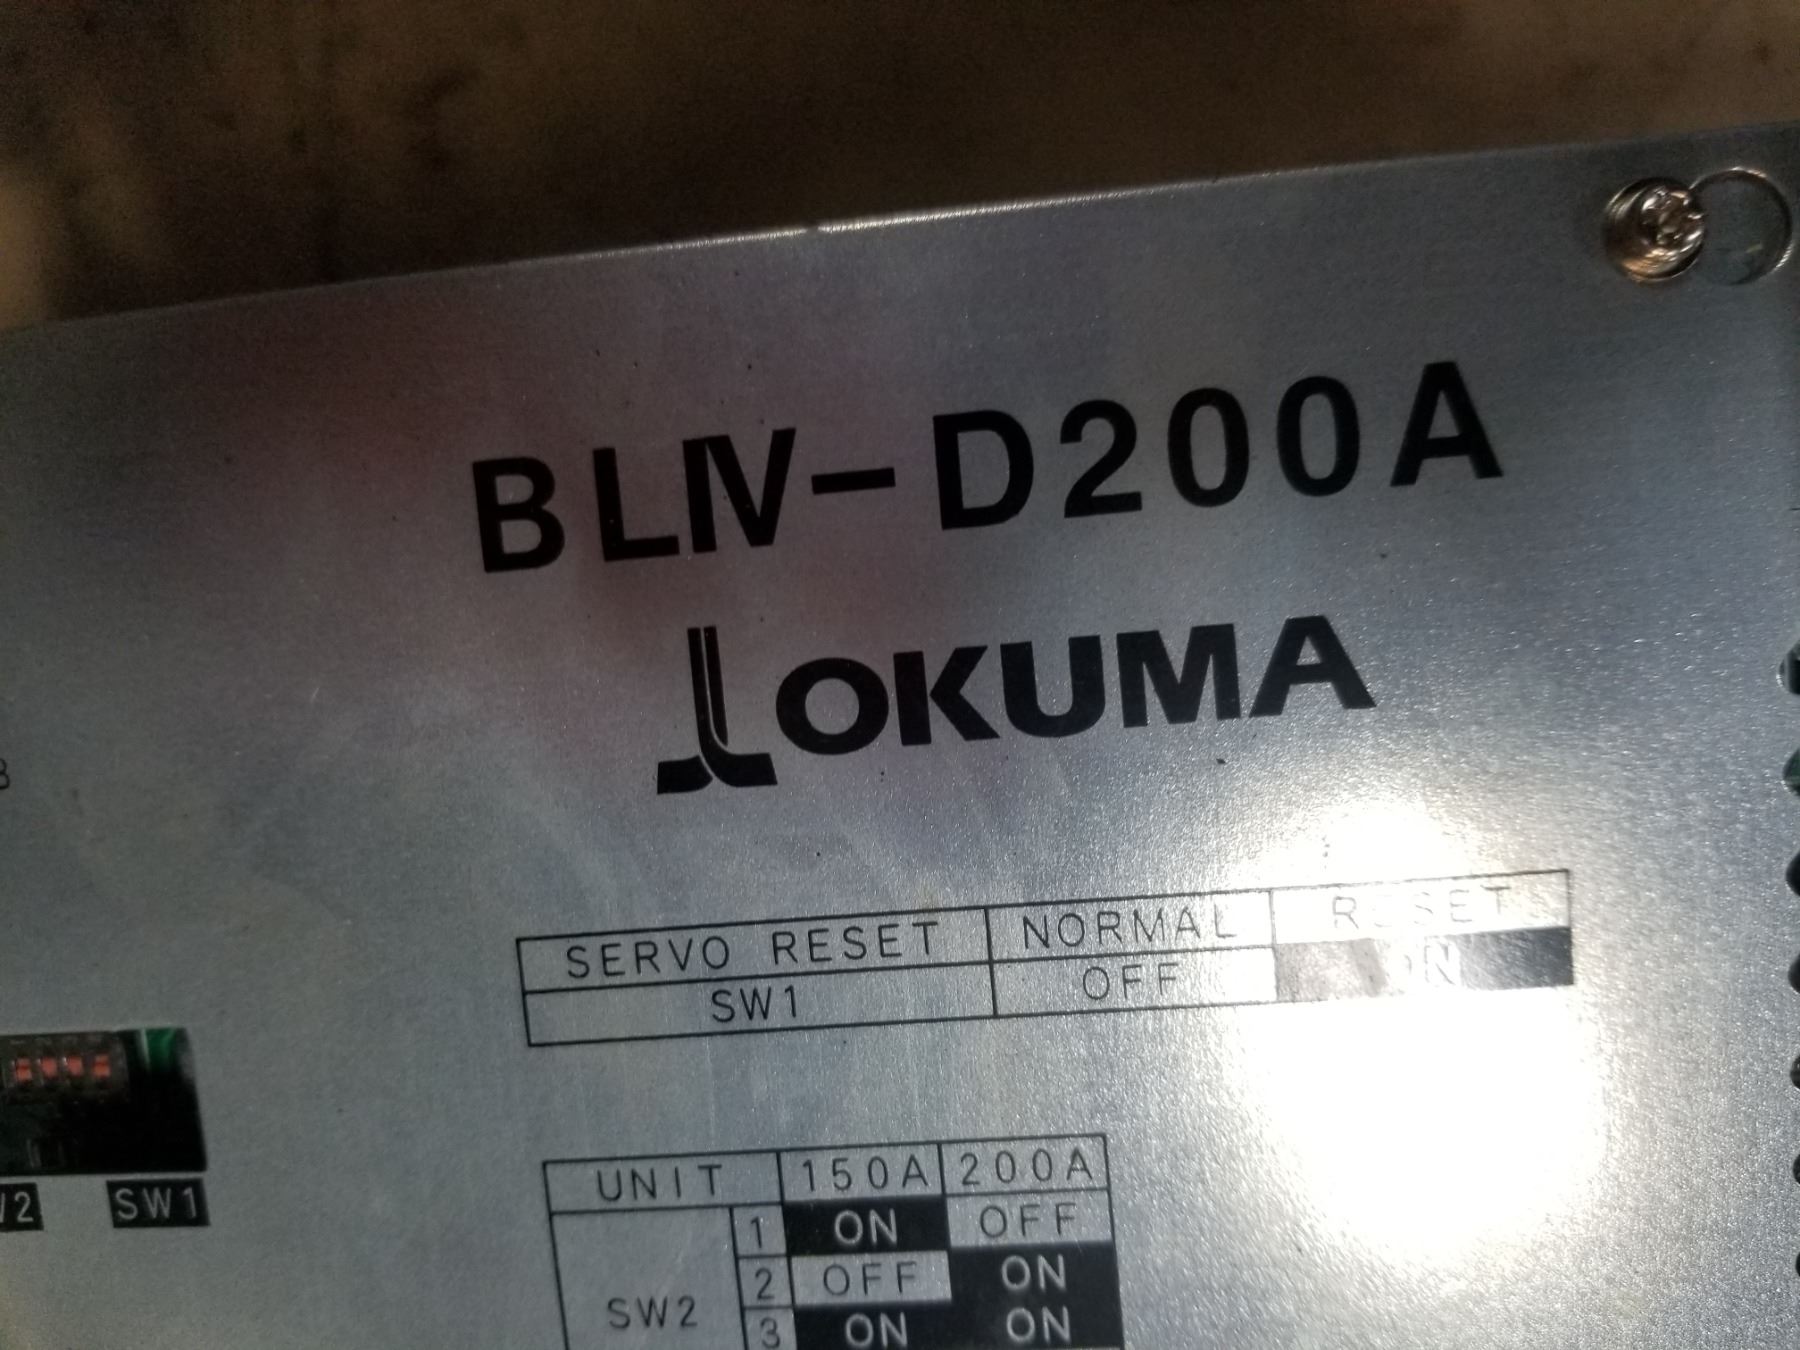 BLIV-D200A
OKUMA
SERVO RESET NORMAL RESET
SW1 OFF ON
SW1
UNIT 150A 200A
1 ON OFF
2 OFF ON
SW2
3 ON ON